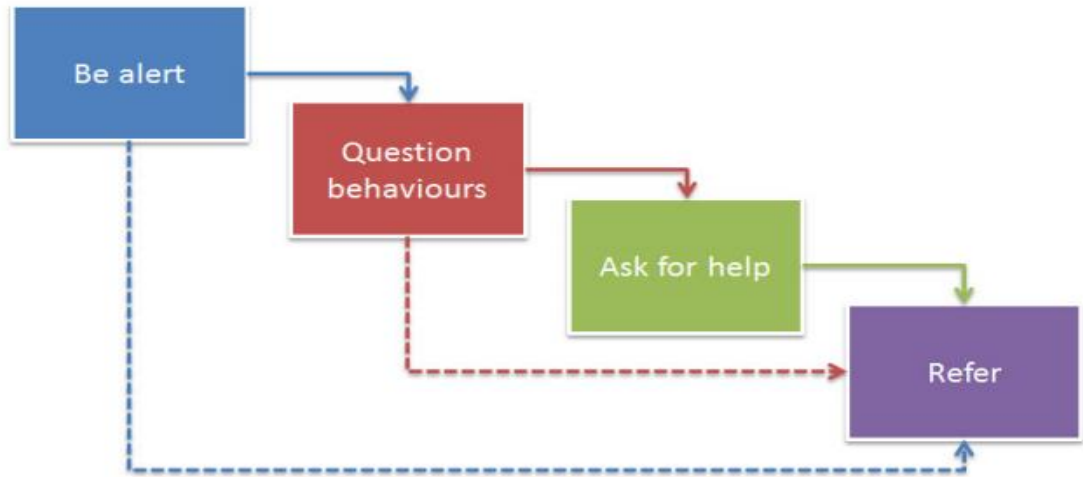 Be alert
Question
behaviours
Ask for help
Refer